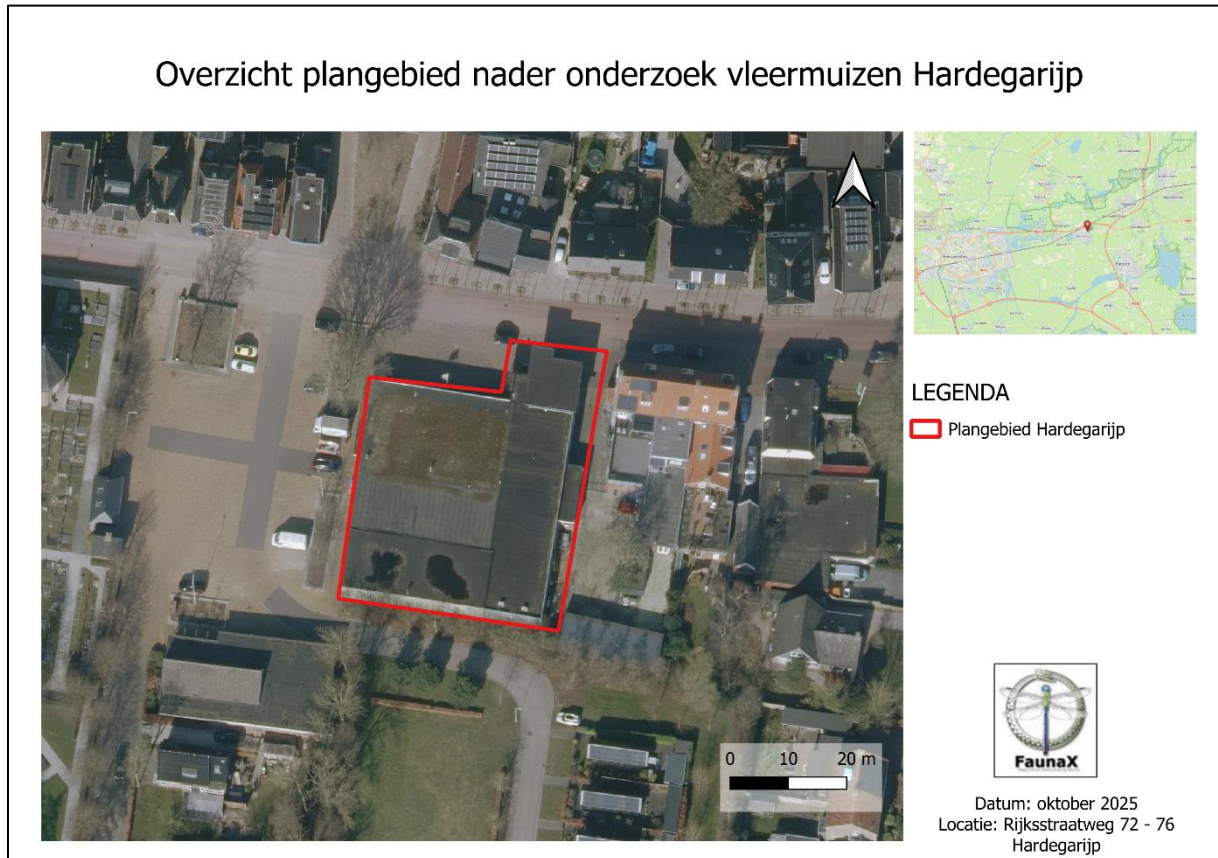 Overzicht plangebied nader onderzoek vleermuizen Hardegarijp
LEGENDA
Plangebied Hardegarijp
0 10 20 m
FaunaX
Datum: oktober 2025
Locatie: Rijksstraatweg 72 - 76
Hardegarijp